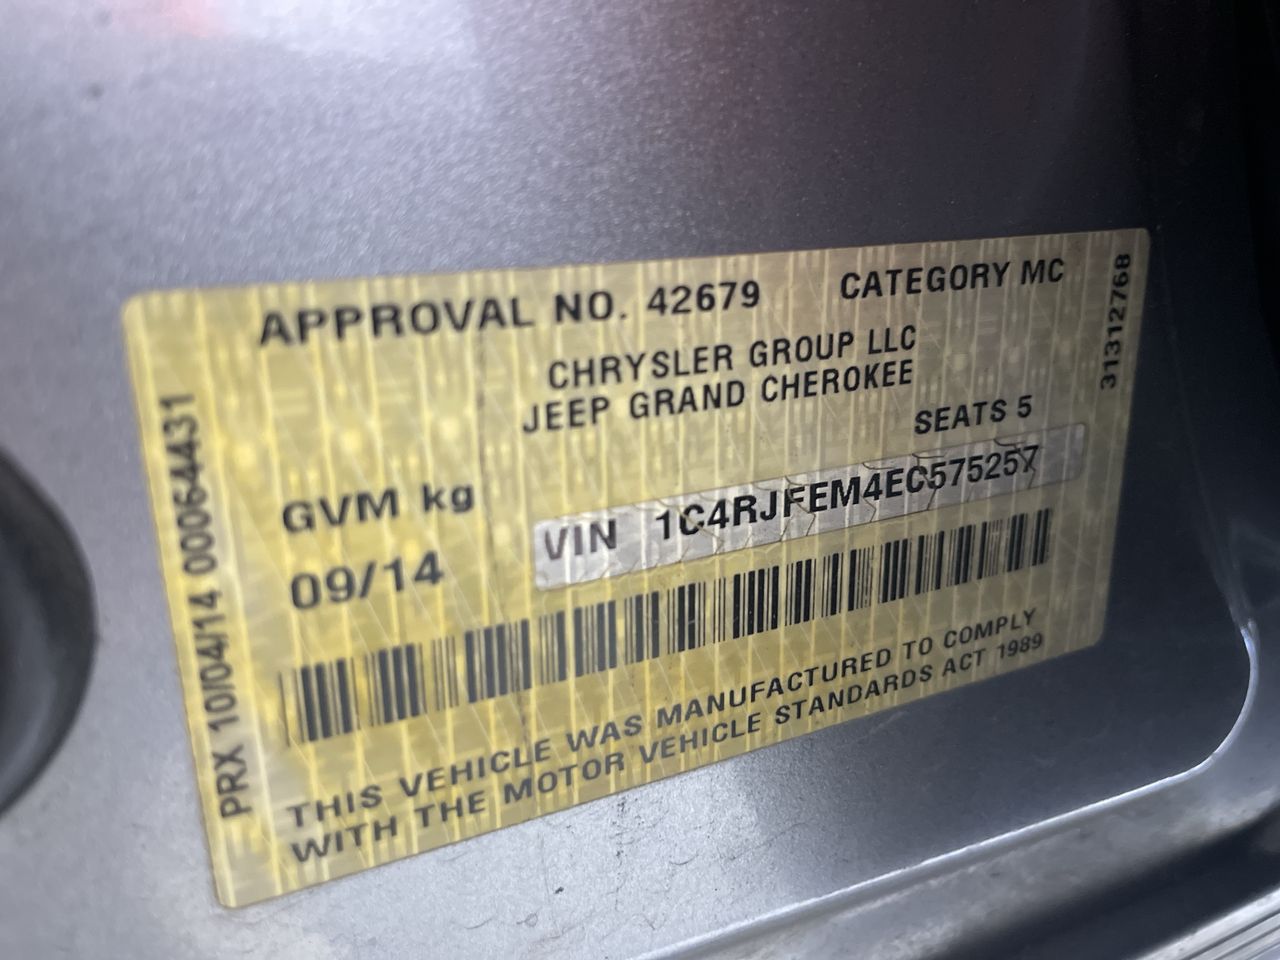 APPROVAL NO. 42679 CATEGORY MC
CHRYSLER GROUP LLC
JEEP GRAND CHEROKEE
SEATS 5
GVM kg
VIN 1C4RJFEM4EC575257
09/14
THIS VEHICLE WAS MANUFACTURED TO COMPLY
WITH THE MOTOR VEHICLE STANDARDS ACT 1989
PRX 10/04/14 00064431
31312768